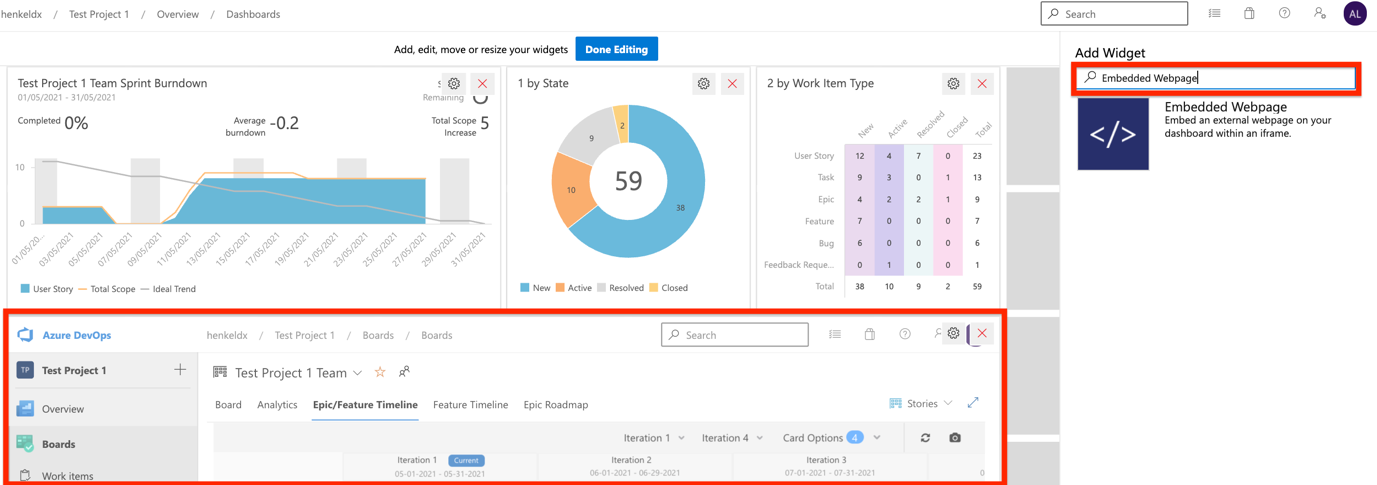 henkeldx / Test Project 1 / Overview / Dashboards
Search
AL
Add, edit, move or resize your widgets Done Editing
Add Widget
Embedded Webpage
Embedded Webpage
Embed an external webpage on your
dashboard within an iframe.
Test Project 1 Team Sprint Burndown
01/05/2021 - 31/05/2021
Remaining
Completed 0%
Average
burndown -0.2
Total Scope
Increase 5
10
0
01/05/20...
03/05/2021
05/05/2021
07/05/2021
09/05/2021
11/05/2021
13/05/2021
15/05/2021
17/05/2021
19/05/2021
21/05/2021
23/05/2021
25/05/2021
27/05/2021
29/05/2021
31/05/2021
User Story Total Scope Ideal Trend
1 by State
2
9
10
59
38
New Active Resolved Closed
2 by Work Item Type
New Active Resolved Closed Total
User Story 12 4 7 0 23
Task 9 3 0 1 13
Epic 4 2 2 1 9
Feature 7 0 0 0 7
Bug 6 0 0 0 6
Feedback Reque... 0 1 0 0 1
Total 38 10 9 2 59
Azure DevOps
henkeldx / Test Project 1 / Boards / Boards
Search
TP Test Project 1
Overview
Boards
Work items
Test Project 1 Team
Board Analytics Epic/Feature Timeline Feature Timeline Epic Roadmap
Stories
Iteration 1 Iteration 4 Card Options 4
Iteration 1 Current
05-01-2021 - 05-31-2021
Iteration 2
06-01-2021 - 06-29-2021
Iteration 3
07-01-2021 - 07-31-2021
0